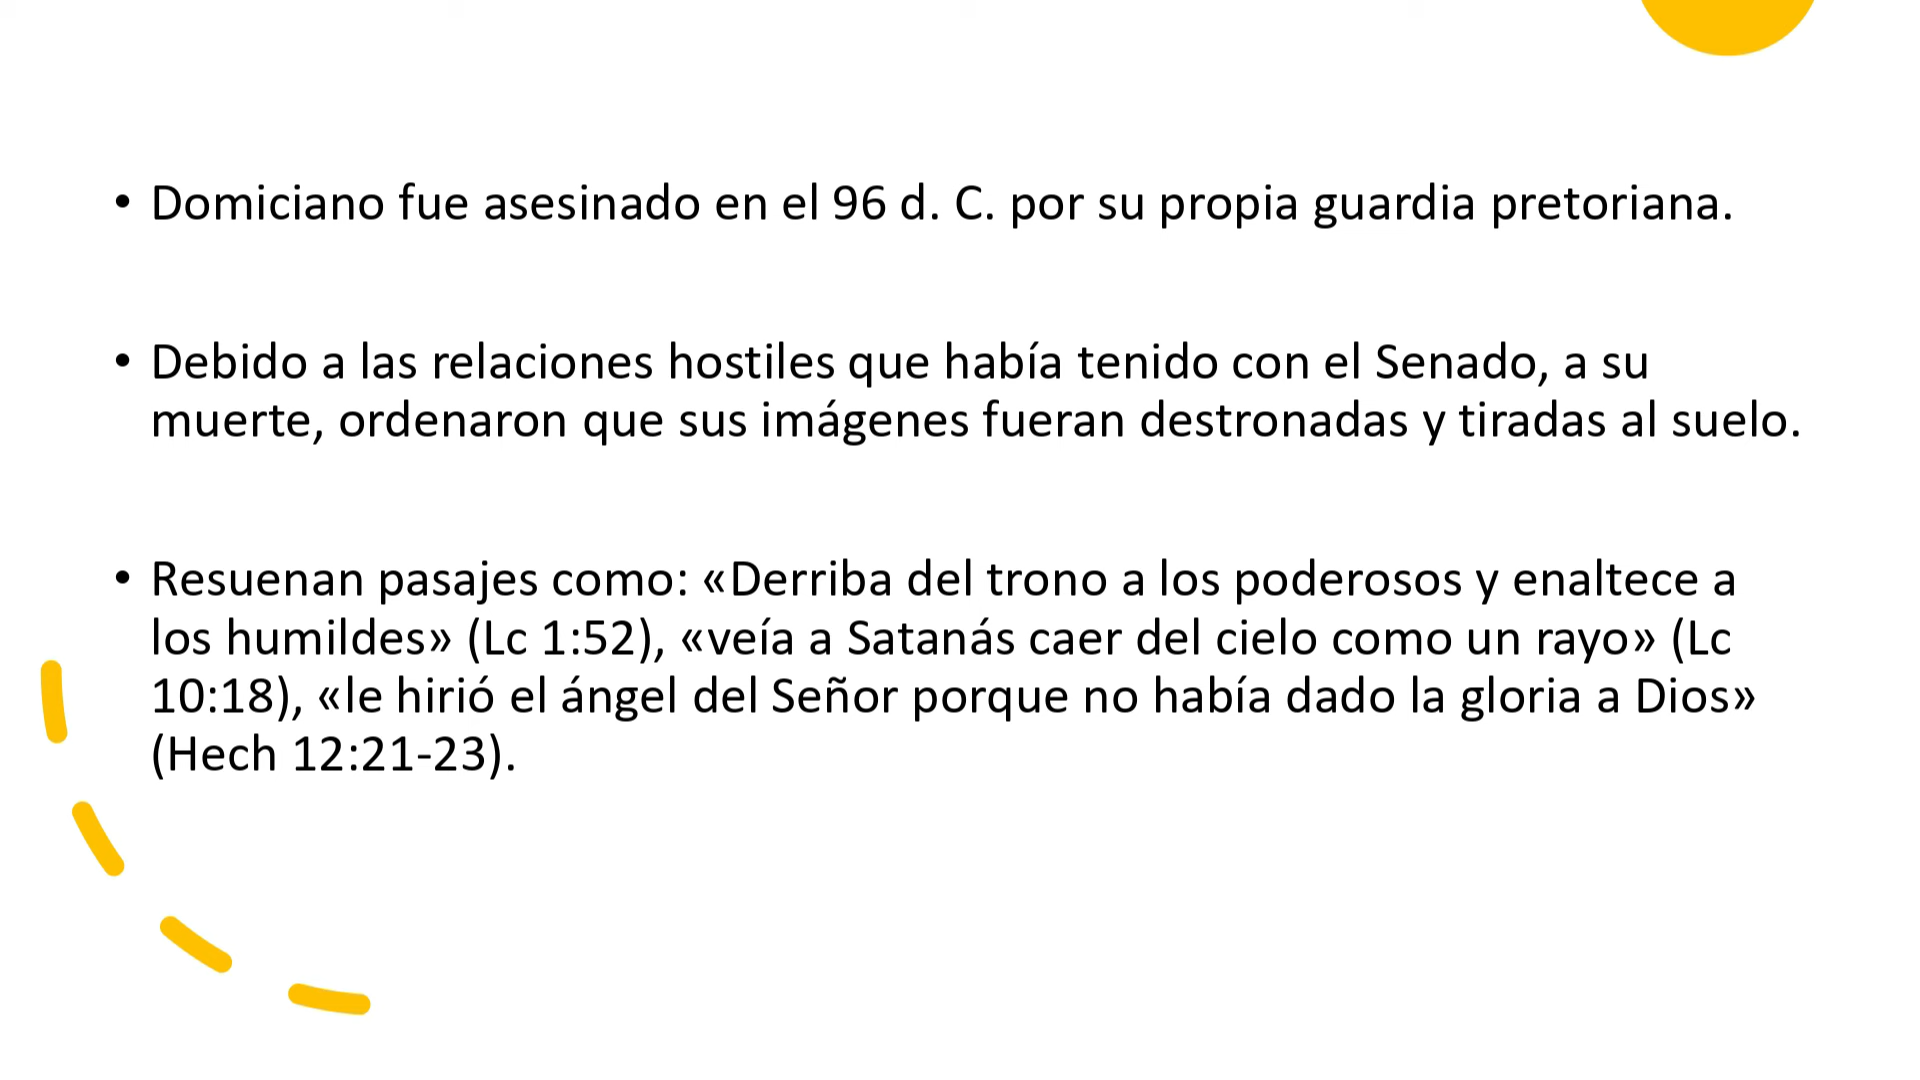 • Domiciano fue asesinado en el 96 d. C. por su propia guardia pretoriana.
• Debido a las relaciones hostiles que había tenido con el Senado, a su
muerte, ordenaron que sus imágenes fueran destronadas y tiradas al suelo.
• Resuenan pasajes como: «Derriba del trono a los poderosos y enaltece a
los humildes» (Lc 1:52), «veía a Satanás caer del cielo como un rayo» (Lc
10:18), «le hirió el ángel del Señor porque no había dado la gloria a Dios»
(Hech 12:21-23).